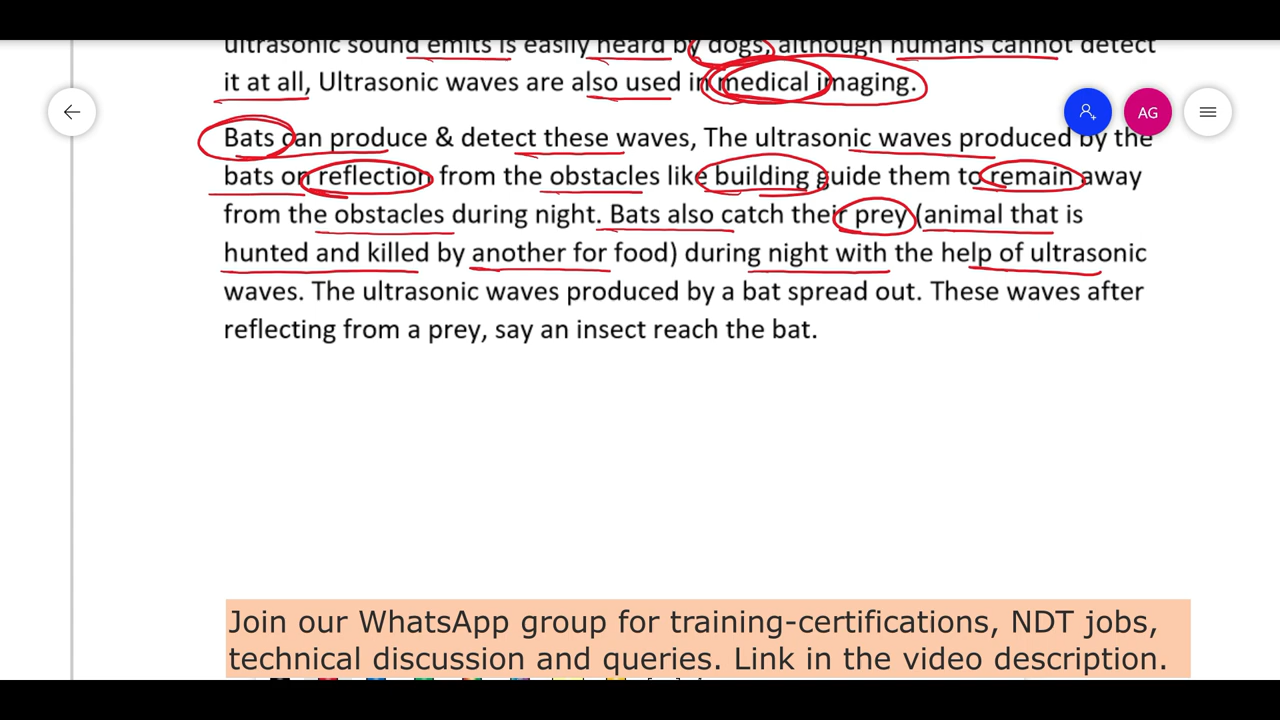 ultrasonic sound emits is easily heard by dogs, although humans cannot detect
it at all, Ultrasonic waves are also used in medical imaging.
AG
Bats can produce & detect these waves, The ultrasonic waves produced by the
bats on reflection from the obstacles like building guide them to remain away
from the obstacles during night. Bats also catch their prey (animal that is
hunted and killed by another for food) during night with the help of ultrasonic
waves. The ultrasonic waves produced by a bat spread out. These waves after
reflecting from a prey, say an insect reach the bat.
Join our WhatsApp group for training-certifications, NDT jobs,
technical discussion and queries. Link in the video description.